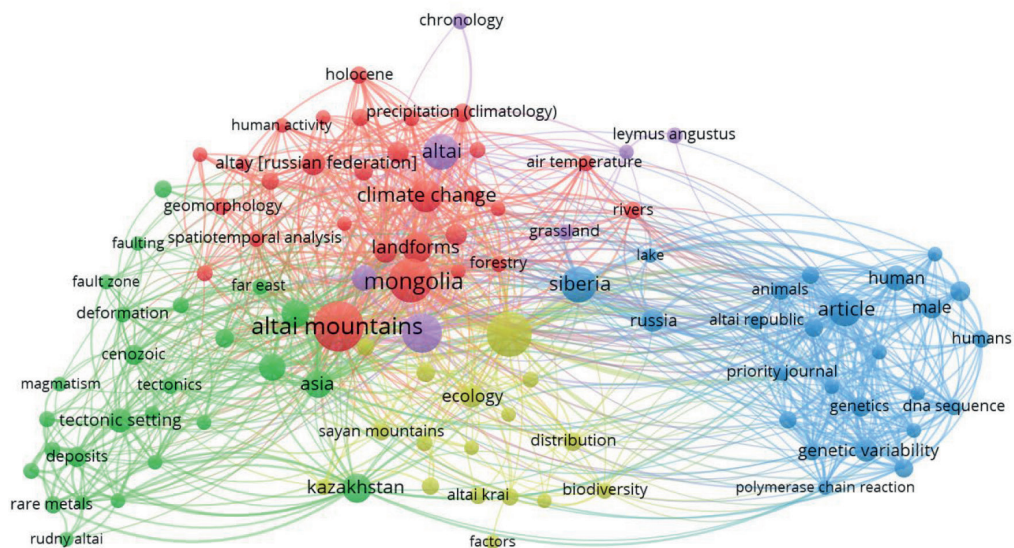 chronology
holocene
precipitation (climatology)
human activity
leymus angustus
altai
altay [russian federation]
air temperature
climate change
geomorphology
rivers
spatiotemporal analysis
grassland
faulting
landforms
lake
forestry
fault zone
far east
mongolia
siberia
animals
human
deformation
article
male
altai mountains
russia
altai republic
humans
cenozoic
priority journal
magmatism
tectonics
asia
ecology
genetics
dna sequence
tectonic setting
sayan mountains
distribution
deposits
genetic variability
kazakhstan
altai krai
biodiversity
polymerase chain reaction
rare metals
rudny altai
factors